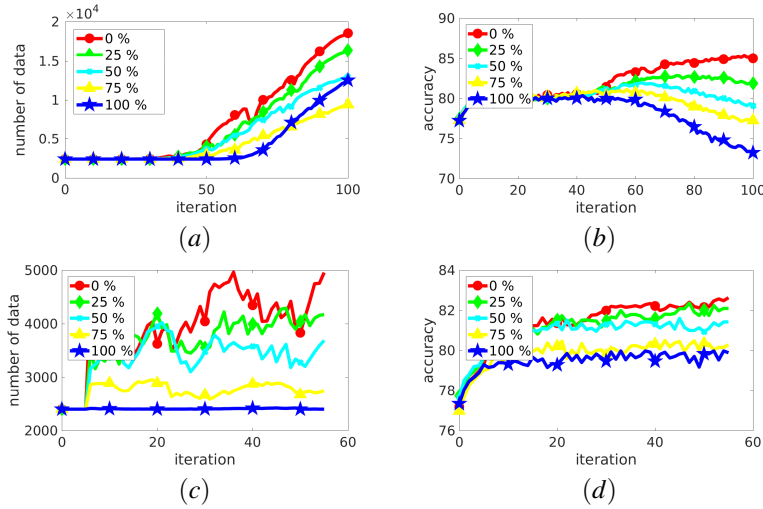 ×10⁴
2
1.5
1
0.5
0
0 50 100
number of data
iteration
0 %
25 %
50 %
75 %
100 %
(a)
90
85
80
75
70
0 20 40 60 80 100
accuracy
iteration
0 %
25 %
50 %
75 %
100 %
(b)
5000
4000
3000
2000
0 20 40 60
number of data
iteration
0 %
25 %
50 %
75 %
100 %
(c)
84
82
80
78
76
0 20 40 60
accuracy
iteration
0 %
25 %
50 %
75 %
100 %
(d)